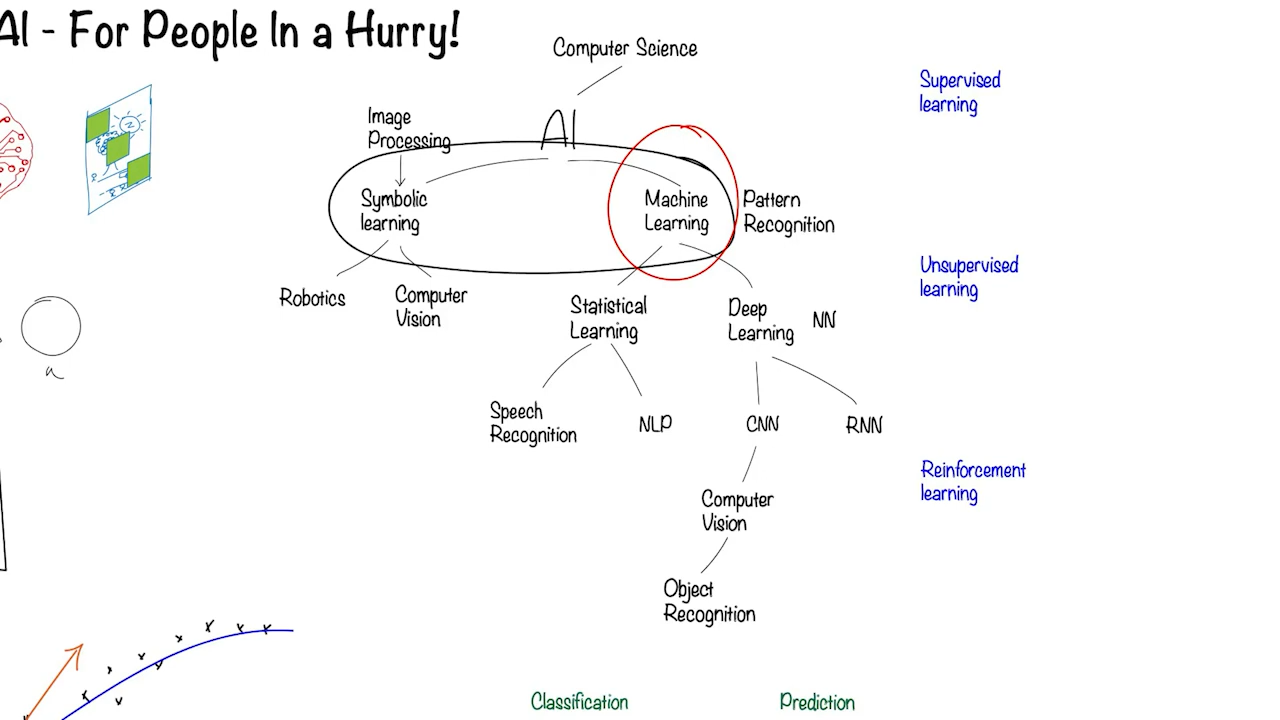 AI - For People In a Hurry!
Computer Science
AI
Image
Processing
Symbolic
learning
Machine
Learning
Pattern
Recognition
Robotics
Computer
Vision
Statistical
Learning
Deep
Learning
NN
Speech
Recognition
NLP
CNN
RNN
Computer
Vision
Object
Recognition
Supervised
learning
Unsupervised
learning
Reinforcement
learning
Classification
Prediction